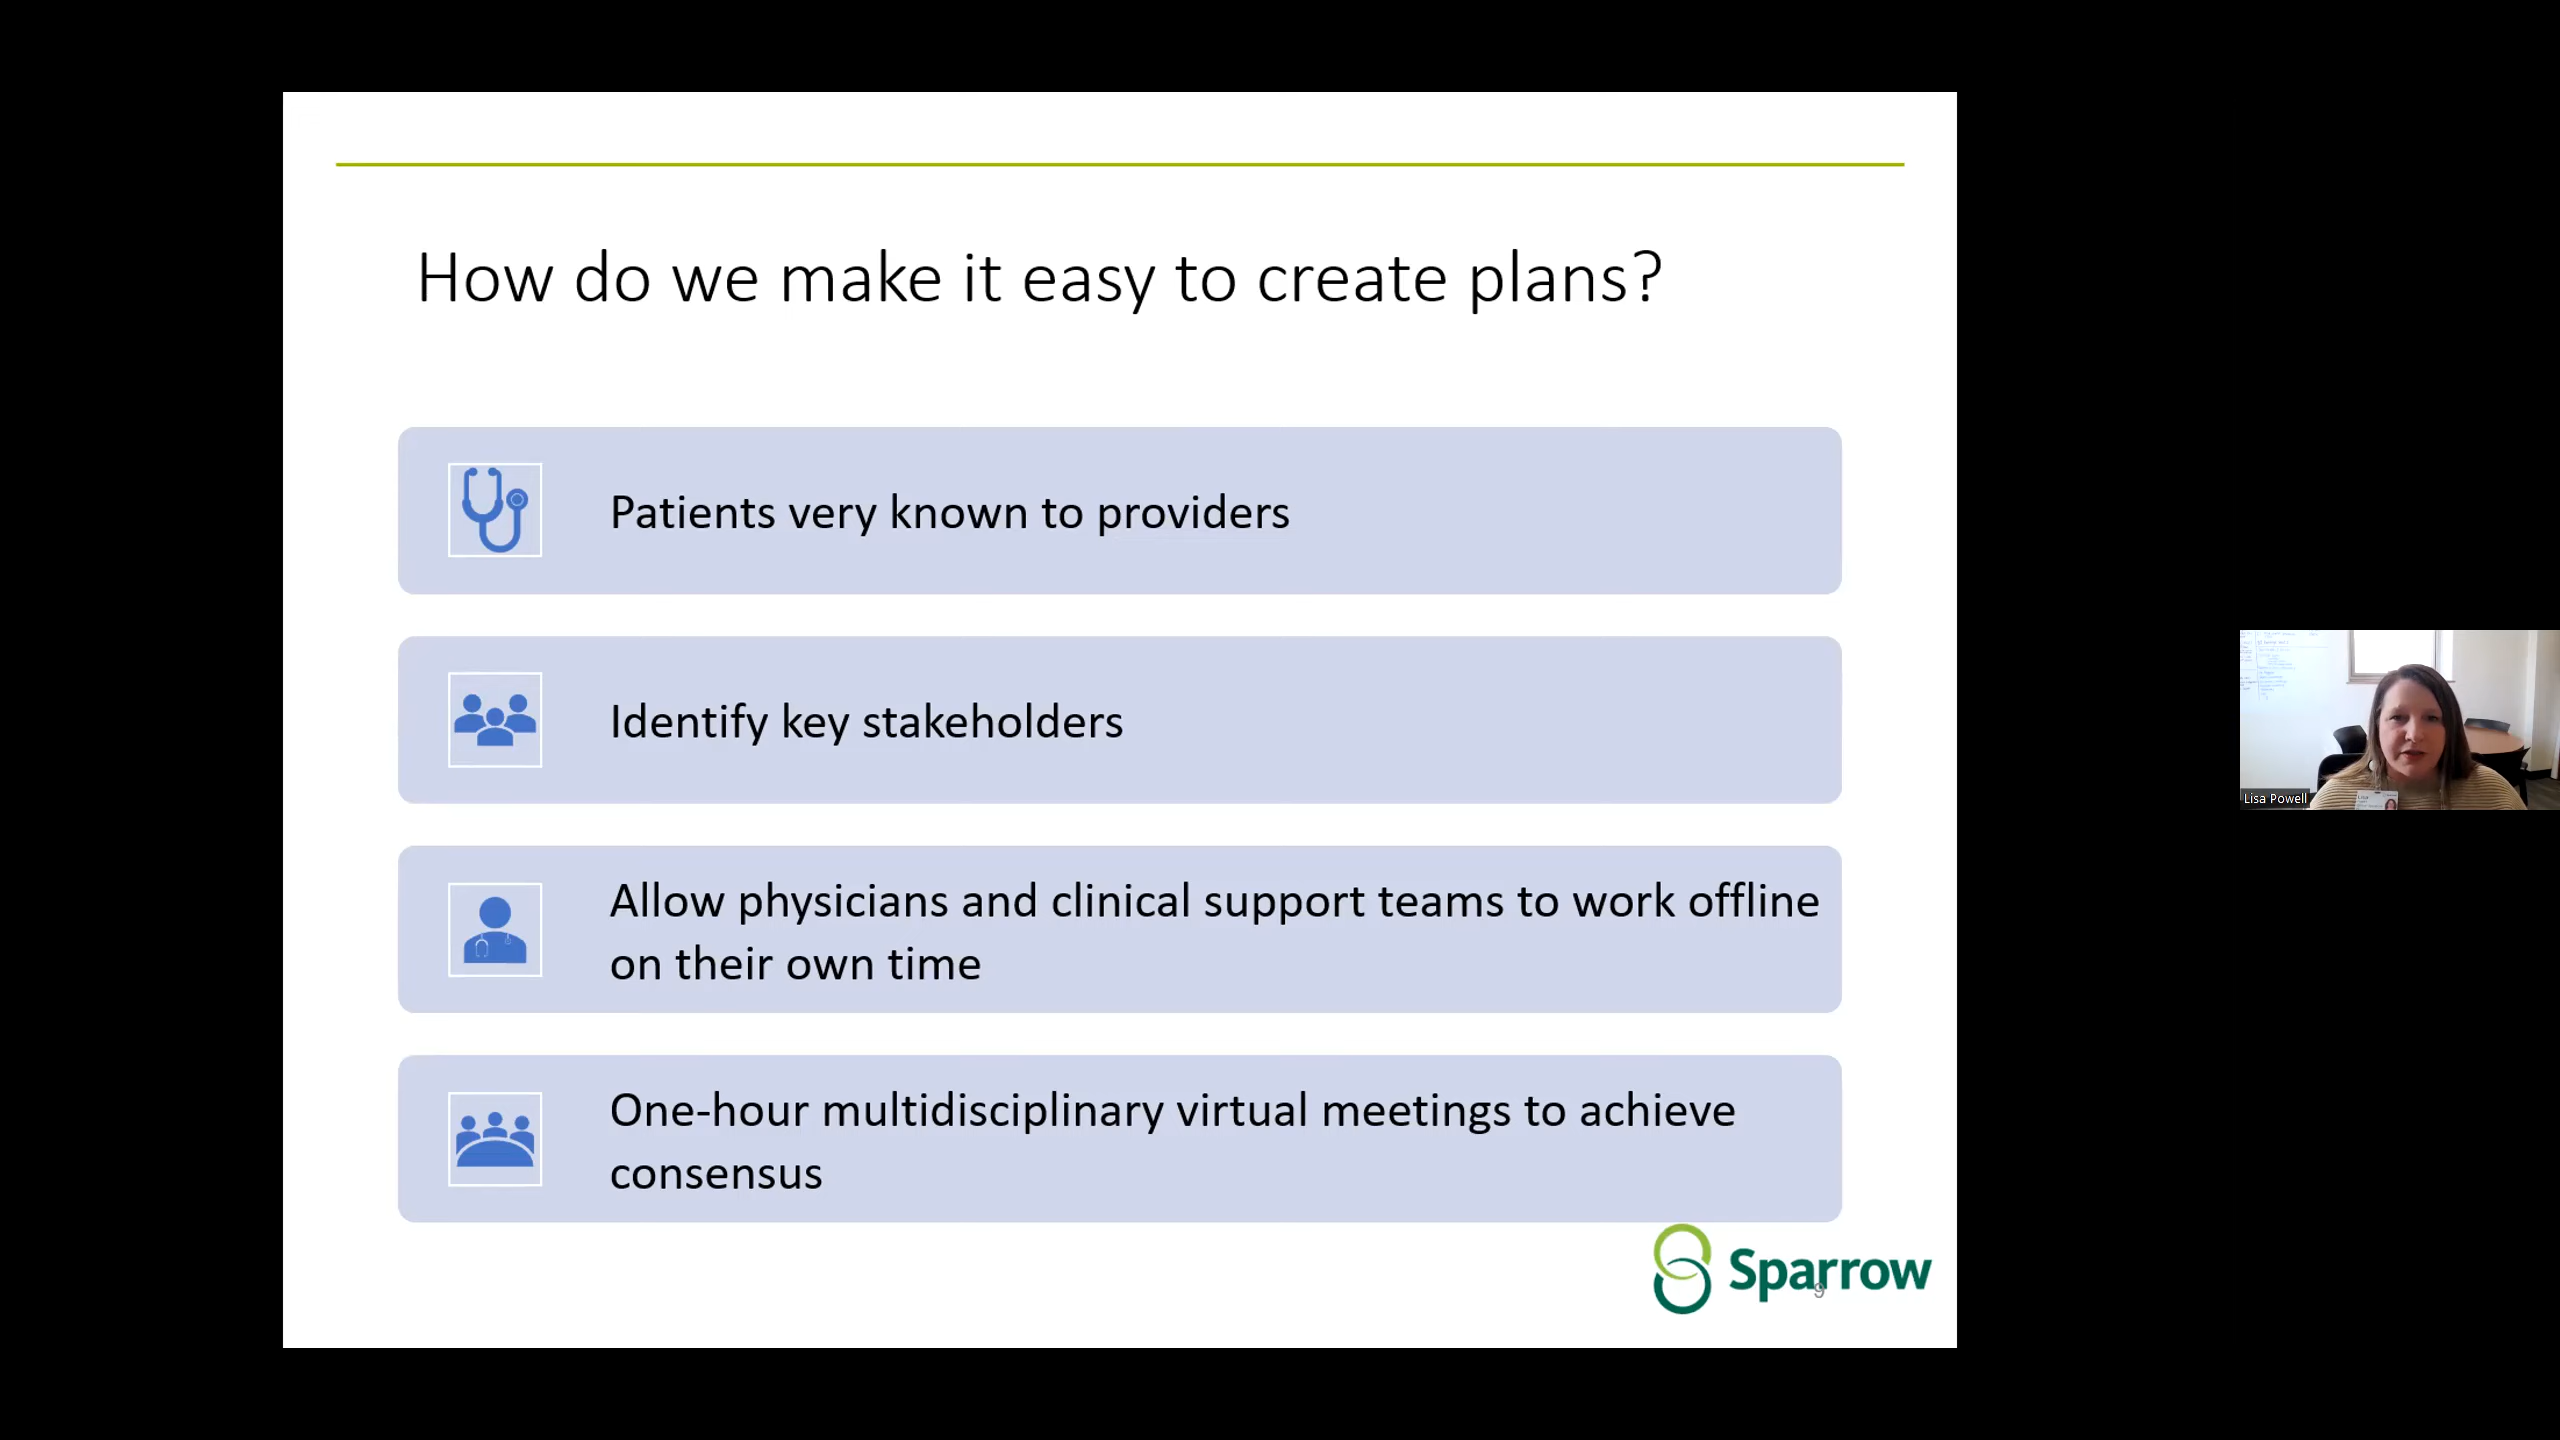 How do we make it easy to create plans?
Patients very known to providers
Identify key stakeholders
Allow physicians and clinical support teams to work offline
on their own time
One-hour multidisciplinary virtual meetings to achieve
consensus
Sparrow
9
Lisa Powell